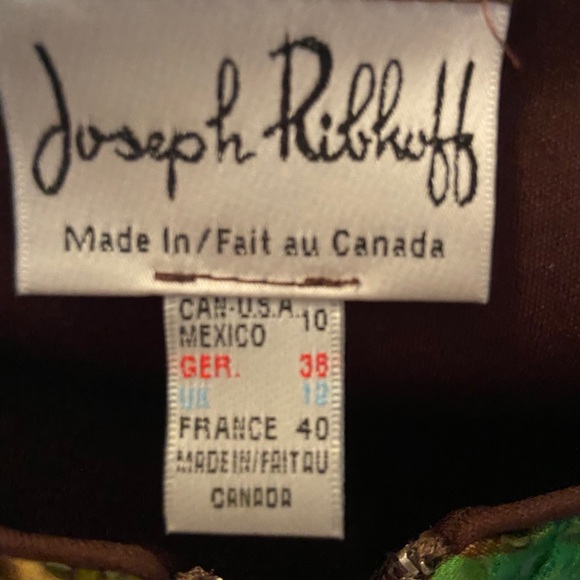 Joseph Ribkoff
Made In/Fait au Canada
CAN-U.S.A. 10
MEXICO
GER. 38
UK 12
FRANCE 40
MADE IN/FAIT AU
CANADA